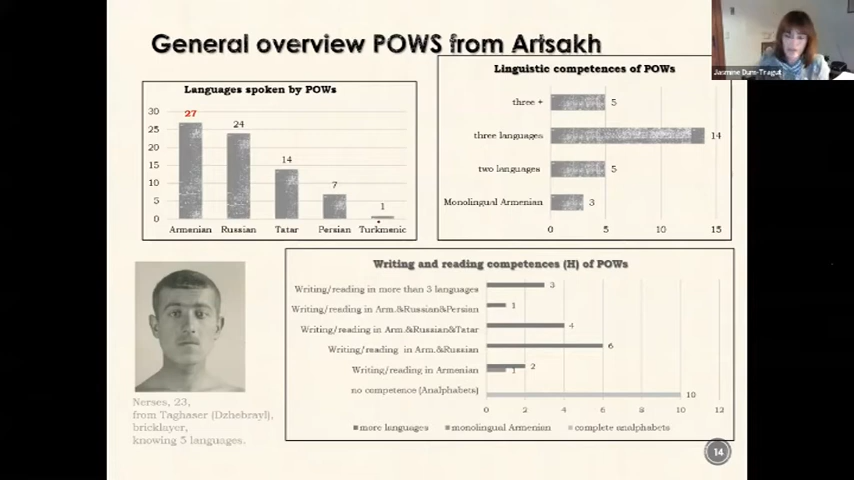 General overview POWS from Artsakh
Jasmine Dum-Tragut
Languages spoken by POWs
27
30
25
20
15
10
5
0
24
14
7
1
Armenian Russian Tatar Persian Turkmenic
Linguistic competences of POWs
three + 5
three languages 14
two languages 5
Monolingual Armenian 3
0 5 10 15
Writing and reading competences (H) of POWs
Writing/reading in more than 3 languages 3
Writing/reading in Arm.&Russian&Persian 1
Writing/reading in Arm.&Russian&Tatar 4
Writing/reading in Arm.&Russian 6
Writing/reading in Armenian 2
1
no competence (Analphabets) 10
0 2 4 6 8 10 12
more languages monolingual Armenian complete analphabets
Nerses, 23,
from Taghaser (Dzhebrayl),
bricklayer,
knowing 5 languages.
14